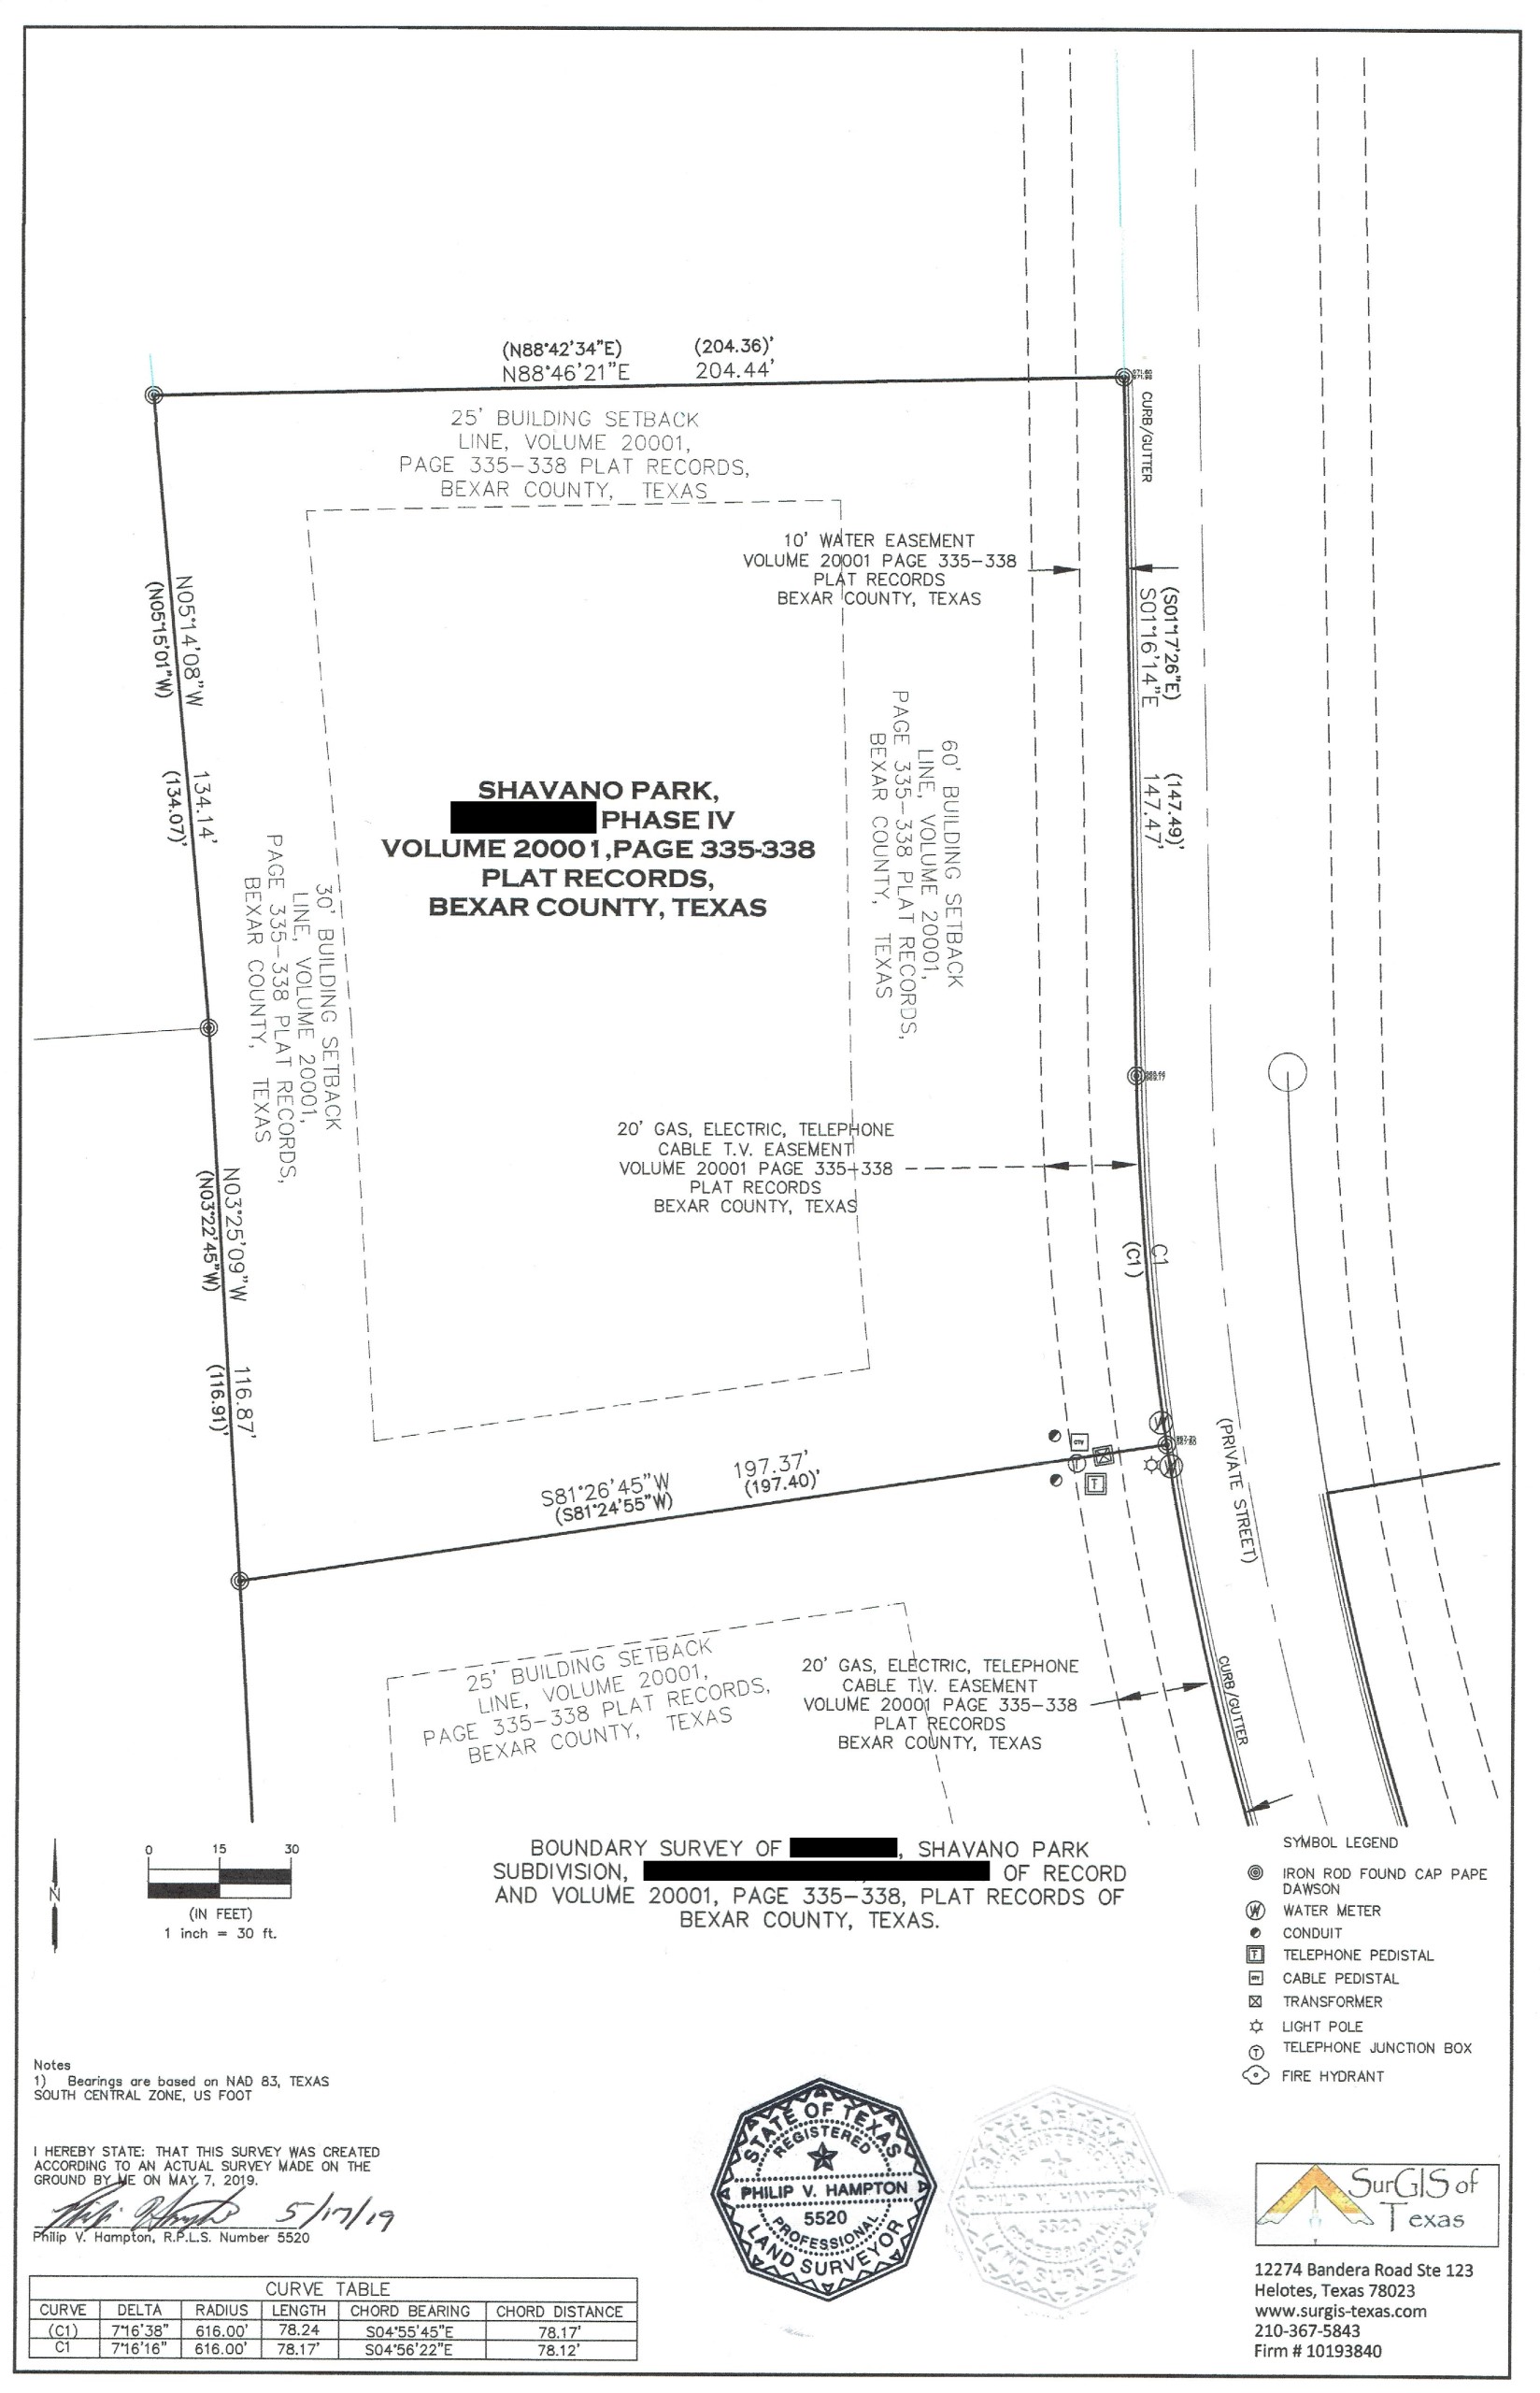 (N88°42'34"E) (204.36)'
N88°46'21"E 204.44'
25' BUILDING SETBACK
LINE, VOLUME 20001,
PAGE 335-338 PLAT RECORDS,
BEXAR COUNTY, TEXAS
CURB/GUTTER
10' WATER EASEMENT
VOLUME 20001 PAGE 335-338
PLAT RECORDS
BEXAR COUNTY, TEXAS
N05°14'08"W 134.14'
(N05°15'01"W) (134.07)'
(S01°17'26"E) (147.49)'
S01°16'14"E 147.47'
60' BUILDING SETBACK
LINE, VOLUME 20001,
PAGE 335-338 PLAT RECORDS,
BEXAR COUNTY, TEXAS
SHAVANO PARK,
PHASE IV
VOLUME 20001,PAGE 335-338
PLAT RECORDS,
BEXAR COUNTY, TEXAS
30' BUILDING SETBACK
LINE, VOLUME 20001,
PAGE 335-338 PLAT RECORDS,
BEXAR COUNTY, TEXAS
20' GAS, ELECTRIC, TELEPHONE
CABLE T.V. EASEMENT
VOLUME 20001 PAGE 335-338
PLAT RECORDS
BEXAR COUNTY, TEXAS
N03°25'09"W 116.87'
(N03°22'45"W) (116.91)'
C1
(C1)
S81°26'45"W 197.37'
(S81°24'55"W) (197.40)'
CTV
W
T
W
T
(PRIVATE STREET)
25' BUILDING SETBACK
LINE, VOLUME 20001,
PAGE 335-338 PLAT RECORDS,
BEXAR COUNTY, TEXAS
20' GAS, ELECTRIC, TELEPHONE
CABLE T.V. EASEMENT
VOLUME 20001 PAGE 335-338
PLAT RECORDS
BEXAR COUNTY, TEXAS
CURB/GUTTER
N
0 15 30
(IN FEET)
1 inch = 30 ft.
BOUNDARY SURVEY OF , SHAVANO PARK
SUBDIVISION, OF RECORD
AND VOLUME 20001, PAGE 335-338, PLAT RECORDS OF
BEXAR COUNTY, TEXAS.
SYMBOL LEGEND
IRON ROD FOUND CAP PAPE
DAWSON
W WATER METER
CONDUIT
T TELEPHONE PEDISTAL
CTV CABLE PEDISTAL
TRANSFORMER
LIGHT POLE
T TELEPHONE JUNCTION BOX
FIRE HYDRANT
Notes
1) Bearings are based on NAD 83, TEXAS
SOUTH CENTRAL ZONE, US FOOT
I HEREBY STATE: THAT THIS SURVEY WAS CREATED
ACCORDING TO AN ACTUAL SURVEY MADE ON THE
GROUND BY ME ON MAY 7, 2019.
5/17/19
Philip V. Hampton, R.P.L.S. Number 5520
STATE OF TEXAS
REGISTERED
PHILIP V. HAMPTON
5520
PROFESSIONAL
LAND SURVEYOR
STATE OF TEXAS
REGISTERED
PHILIP V. HAMPTON
5520
PROFESSIONAL
LAND SURVEYOR
SurGIS of
Texas
12274 Bandera Road Ste 123
Helotes, Texas 78023
www.surgis-texas.com
210-367-5843
Firm # 10193840
CURVE TABLE
CURVE DELTA RADIUS LENGTH CHORD BEARING CHORD DISTANCE
(C1) 7°16'38" 616.00' 78.24 S04°55'45"E 78.17'
C1 7°16'16" 616.00' 78.17' S04°56'22"E 78.12'